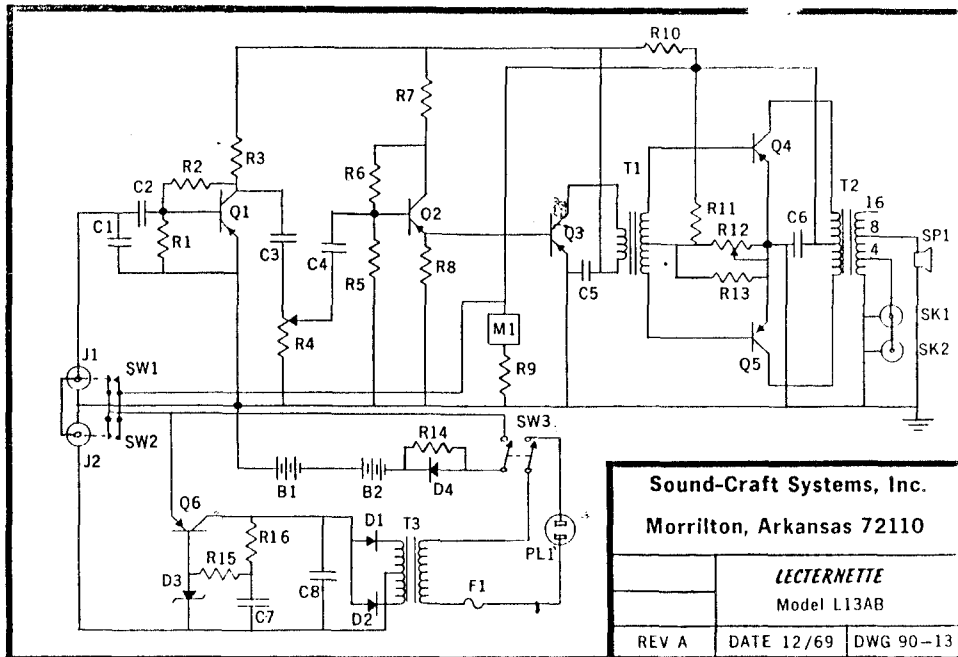 R10
R7
Q4
R3
R6
T1
T2
R2
C2
Q2
16
R11
C6
8
SP1
Q1
R12
Q3
C1
R1
4
C3
C4
R8
R5
C5
R13
SK1
M1
R4
SK2
J1
Q5
SW1
R9
SW3
SW2
R14
J2
B1
B2
D4
Q6
D1
T3
R16
PL1
R15
D3
F1
C8
C7
D2
Sound-Craft Systems, Inc.
Morrilton, Arkansas 72110
LECTERNETTE
Model L13AB
REV A DATE 12/69 DWG 90-13